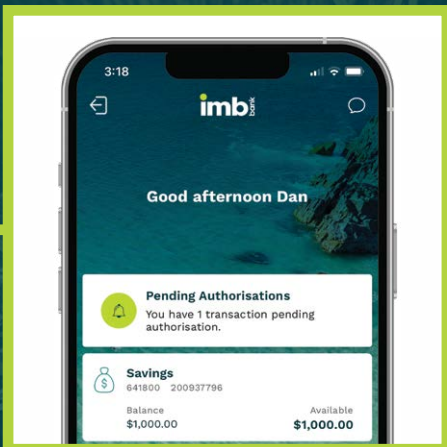 3:18
imb bank
Good afternoon Dan
Pending Authorisations
You have 1 transaction pending
authorisation.
Savings
641800 200937796
Balance Available
$1,000.00 $1,000.00